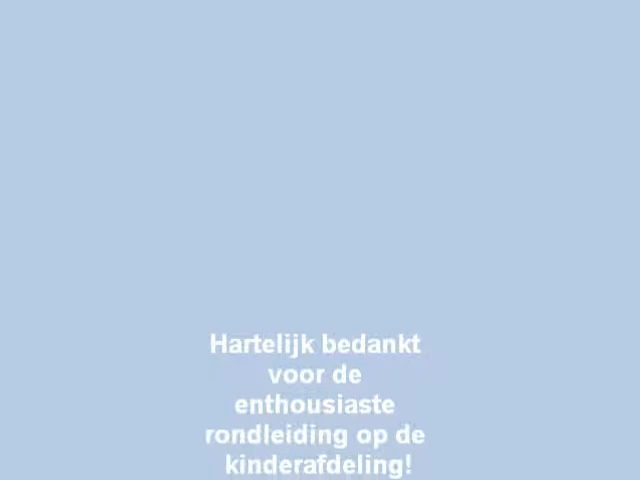 Hartelijk bedankt
voor de
enthousiaste
rondleiding op de
kinderafdeling!